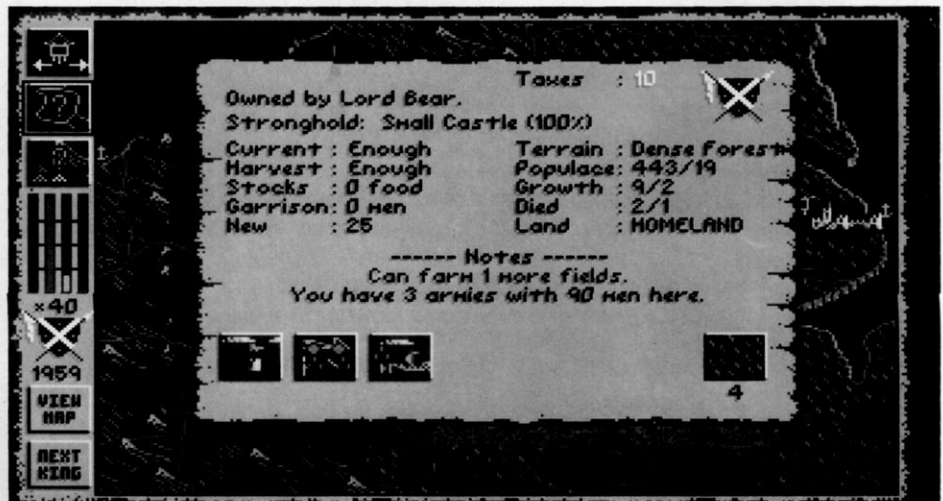 Taxes : 10
Owned by Lord Bear.
Stronghold: Small Castle (100%)
Current : Enough
Harvest : Enough
Stocks : 0 food
Garrison: 0 men
New : 25
Terrain : Dense Forest
Populace: 443/19
Growth : 9/2
Died : 2/1
Land : HOMELAND
------ Notes ------
Can farm 1 more fields.
You have 3 armies with 90 men here.
4
×40
1959
VIEW
MAP
NEXT
KING